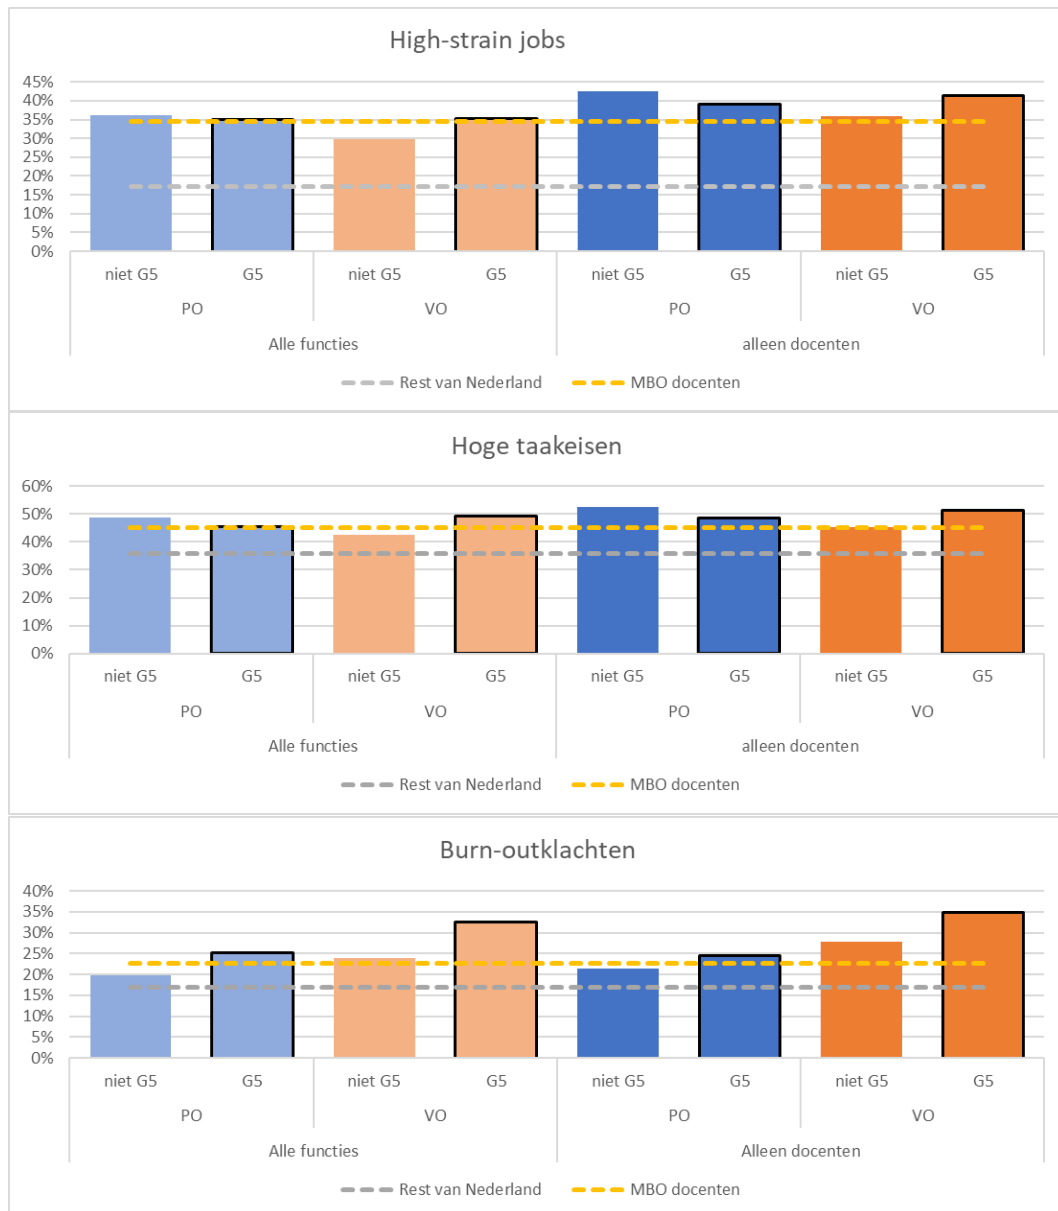 High-strain jobs
45%
40%
35%
30%
25%
20%
15%
10%
5%
0%
niet G5 G5 niet G5 G5 niet G5 G5 niet G5 G5
PO VO PO VO
Alle functies alleen docenten
Rest van Nederland MBO docenten
Hoge taakeisen
60%
50%
40%
30%
20%
10%
0%
niet G5 G5 niet G5 G5 niet G5 G5 niet G5 G5
PO VO PO VO
Alle functies alleen docenten
Rest van Nederland MBO docenten
Burn-outklachten
40%
35%
30%
25%
20%
15%
10%
5%
0%
niet G5 G5 niet G5 G5 niet G5 G5 niet G5 G5
PO VO PO VO
Alle functies Alleen docenten
Rest van Nederland MBO docenten